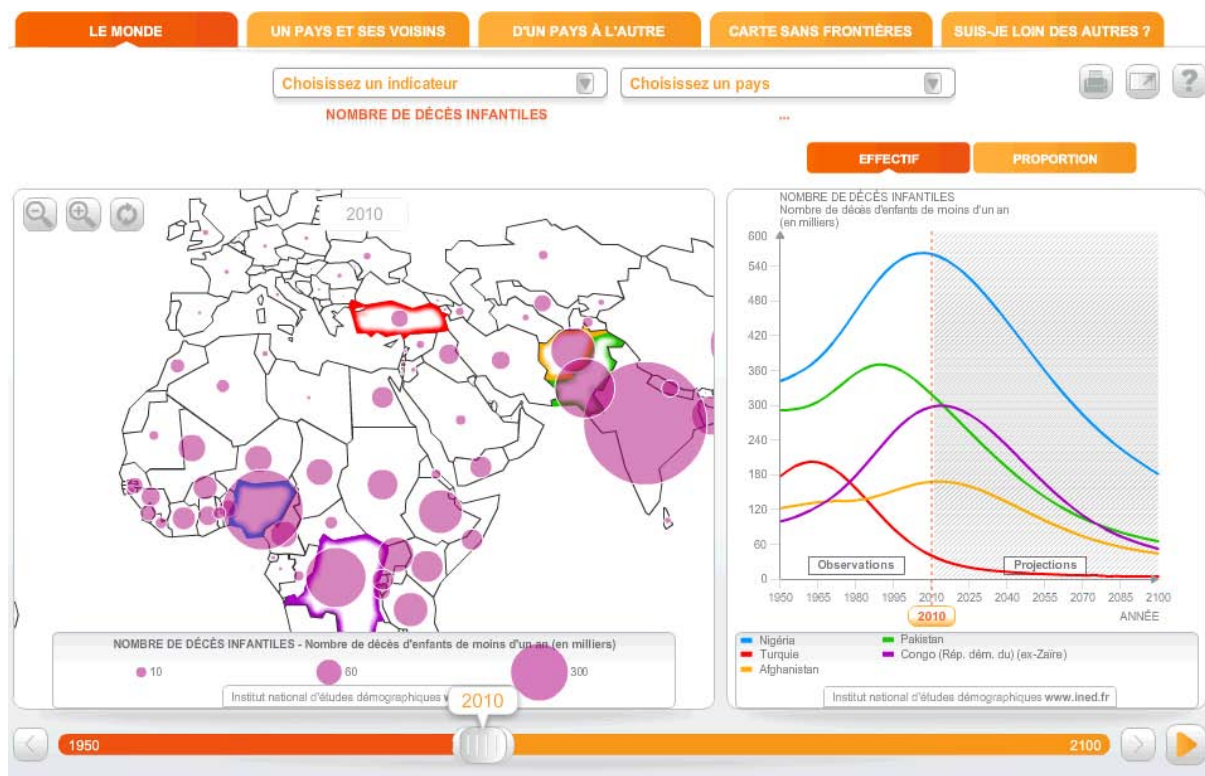 LE MONDE
UN PAYS ET SES VOISINS
D'UN PAYS À L'AUTRE
CARTE SANS FRONTIÈRES
SUIS-JE LOIN DES AUTRES ?
Choisissez un indicateur
Choisissez un pays
?
NOMBRE DE DÉCÈS INFANTILES
...
EFFECTIF
PROPORTION
2010
NOMBRE DE DÉCÈS INFANTILES - Nombre de décès d'enfants de moins d'un an (en milliers)
10
60
300
Institut national d'études démographiques
NOMBRE DE DÉCÈS INFANTILES
Nombre de décès d'enfants de moins d'un an
(en milliers)
600
540
480
420
360
300
240
180
120
60
0
Observations
Projections
1950 1965 1980 1995 2010 2025 2040 2055 2070 2085 2100
2010
ANNÉE
Nigéria
Turquie
Afghanistan
Pakistan
Congo (Rép. dém. du) (ex-Zaïre)
Institut national d'études démographiques www.ined.fr
2010
1950
2100